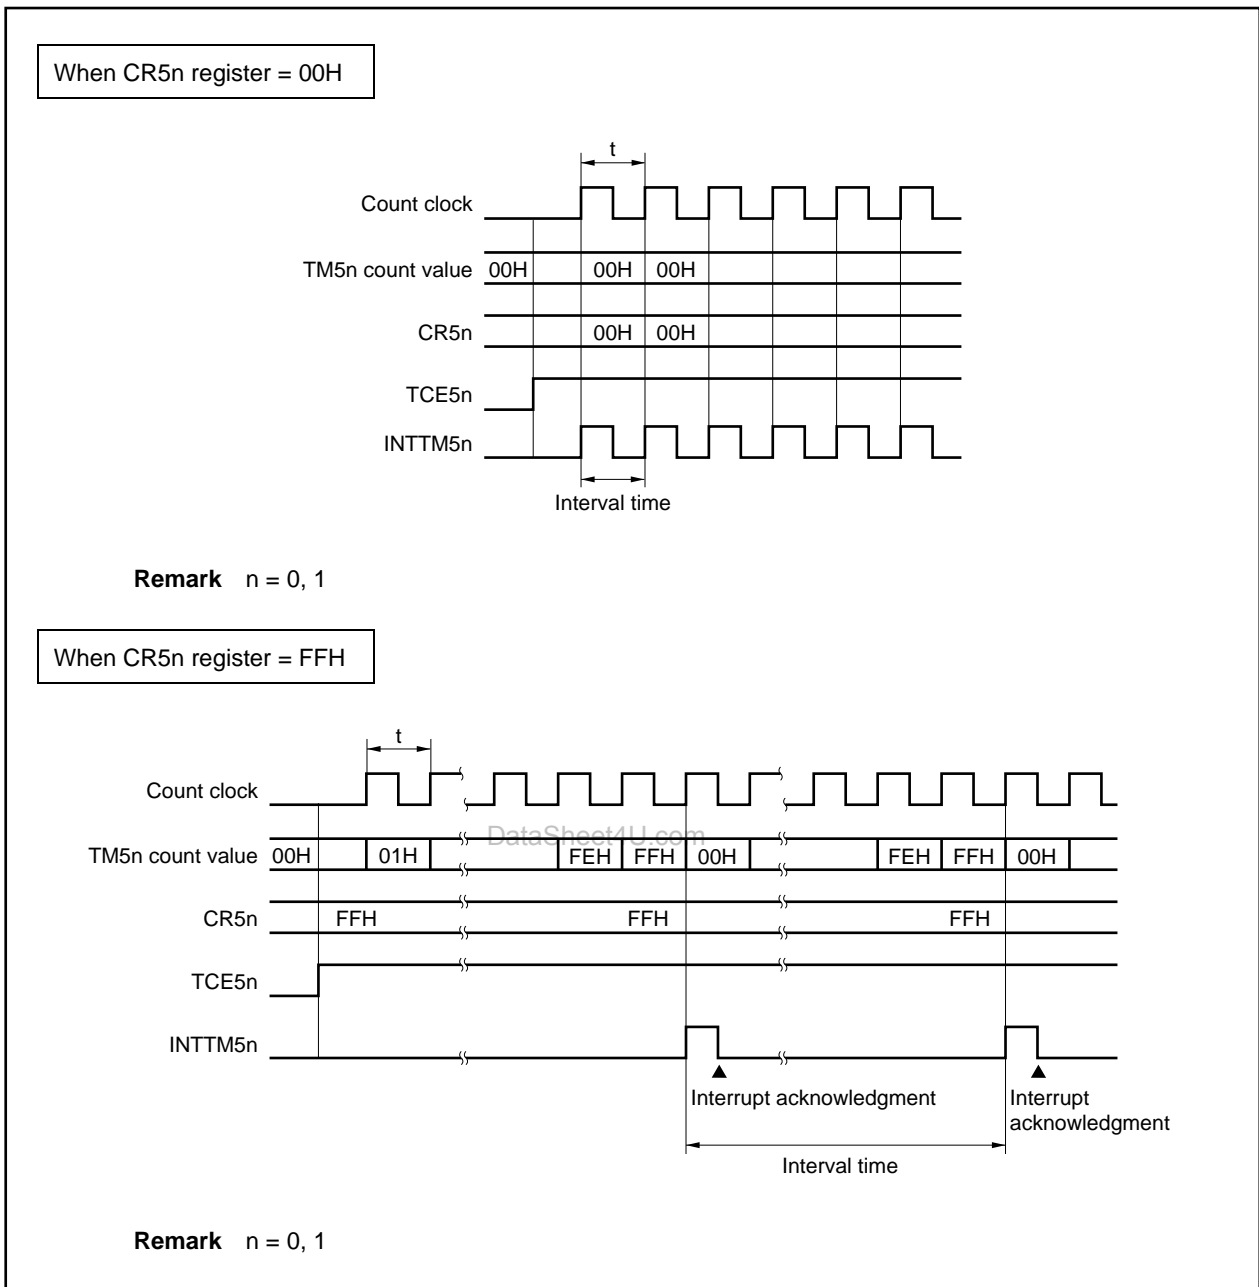 When CR5n register = 00H
t
Count clock
TM5n count value 00H 00H 00H
CR5n 00H 00H
TCE5n
INTTM5n
Interval time
Remark n = 0, 1
When CR5n register = FFH
t
Count clock
DataSheet4U.com
TM5n count value 00H 01H FEH FFH 00H FEH FFH 00H
CR5n FFH FFH FFH
TCE5n
INTTM5n
Interrupt acknowledgment Interrupt
acknowledgment
Interval time
Remark n = 0, 1